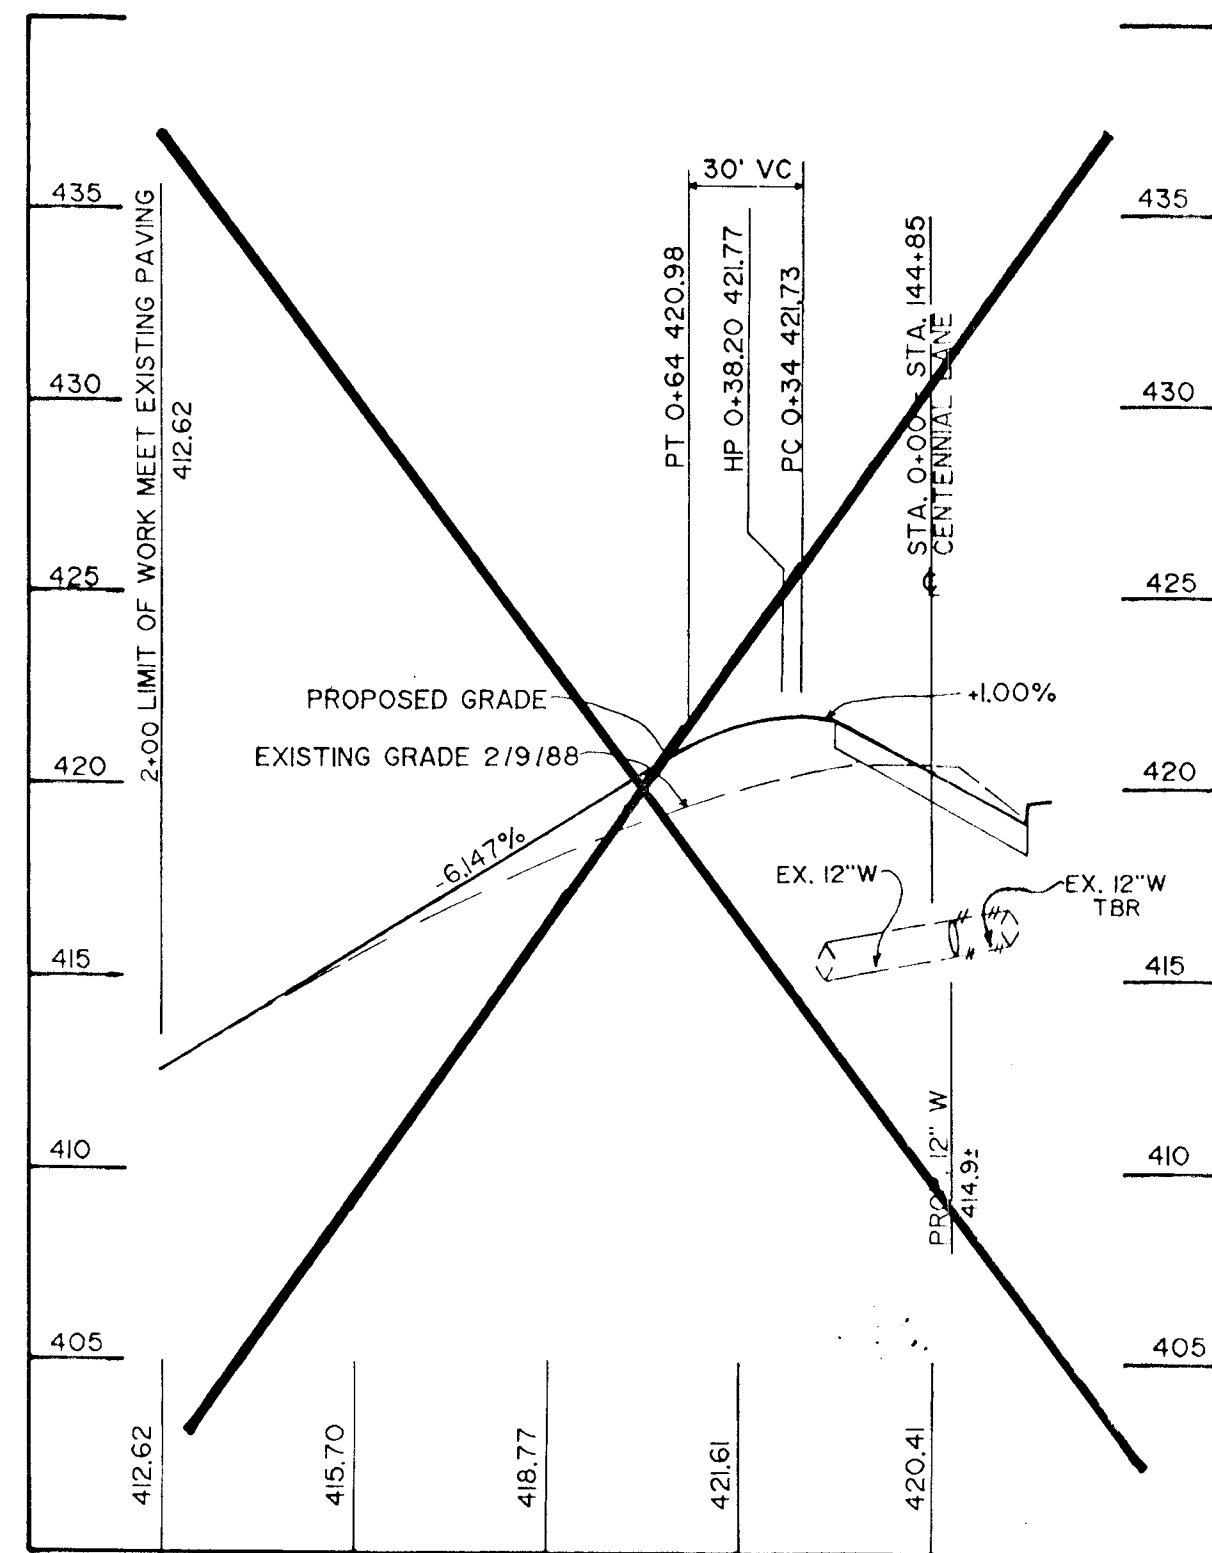 435
430
425
420
415
410
405
435
430
425
420
415
410
405
2+00 LIMIT OF WORK MEET EXISTING PAVING
412.62
30' VC
PT 0+64 420.98
HP 0+38.20 421.77
PC 0+34 421.73
STA. 0+00 = STA. 144+85
CENTENNIAL LANE
℄
PROPOSED GRADE
EXISTING GRADE 2/9/88
+1.00%
-6.147%
EX. 12"W
EX. 12"W
TBR
PROP. 12" W
414.9±
412.62
415.70
418.77
421.61
420.41